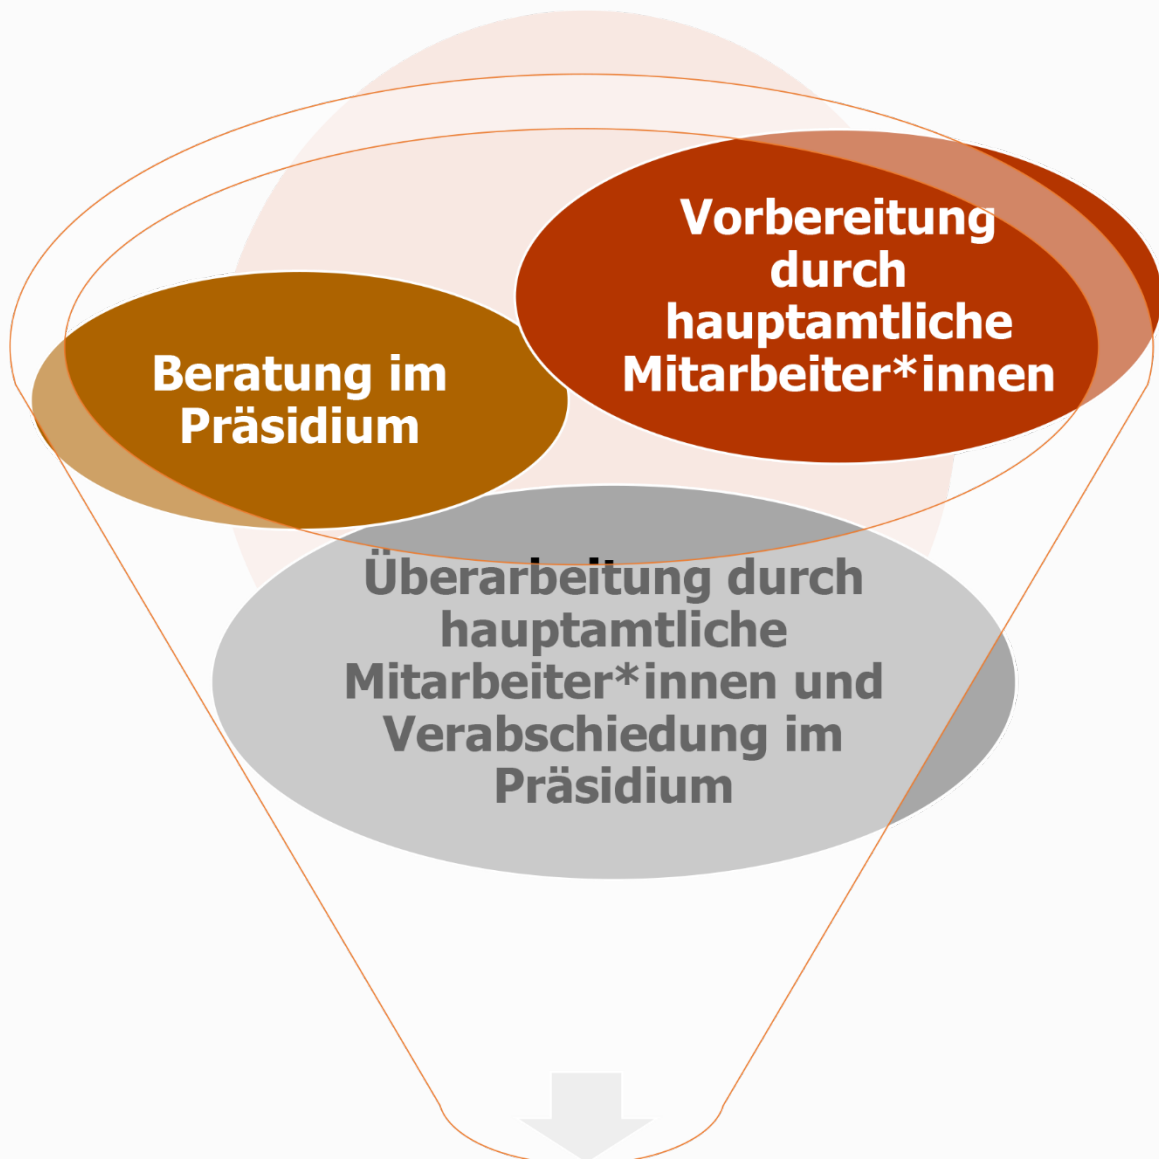 Vorbereitung
durch
hauptamtliche
Mitarbeiter*innen
Beratung im
Präsidium
Überarbeitung durch
hauptamtliche
Mitarbeiter*innen und
Verabschiedung im
Präsidium